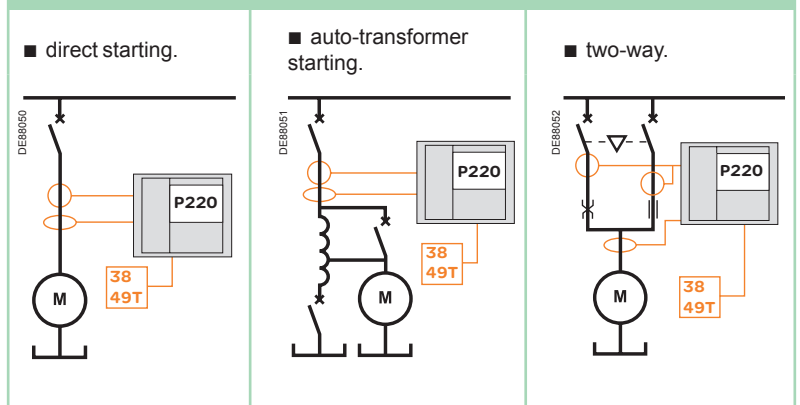 ■ direct starting.
DE88050
P220
38
49T
M
■ auto-transformer
starting.
DE88051
P220
38
49T
M
■ two-way.
DE88052
P220
38
49T
M